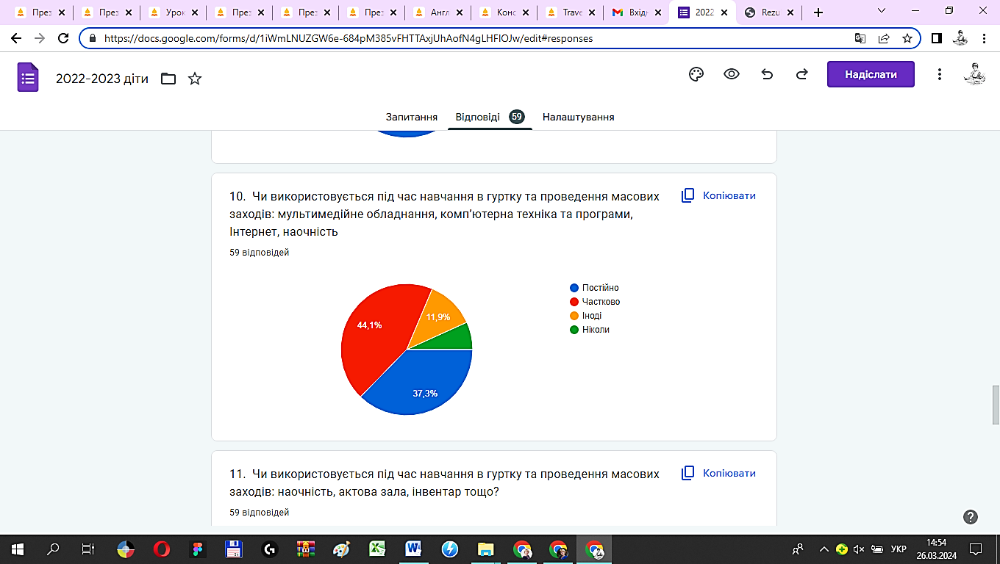 През
През
Урок
През
През
През
Англ
Конс
Trave
Вхідн
2022
Rezu
https://docs.google.com/forms/d/1iWmLNUZGW6e-684pM385vFHTTAxjUhAofN4gLHFIOJw/edit#responses
2022-2023 діти
Надіслати
Запитання
Відповіді 59
Налаштування
10. Чи використовується під час навчання в гуртку та проведення масових
заходів: мультимедійне обладнання, комп’ютерна техніка та програми,
Інтернет, наочність
Копіювати
59 відповідей
Постійно
Частково
Іноді
Ніколи
44,1%
11,9%
37,3%
11. Чи використовується під час навчання в гуртку та проведення масових
заходів: наочність, актова зала, інвентар тощо?
Копіювати
59 відповідей
УКР
14:54
26.03.2024